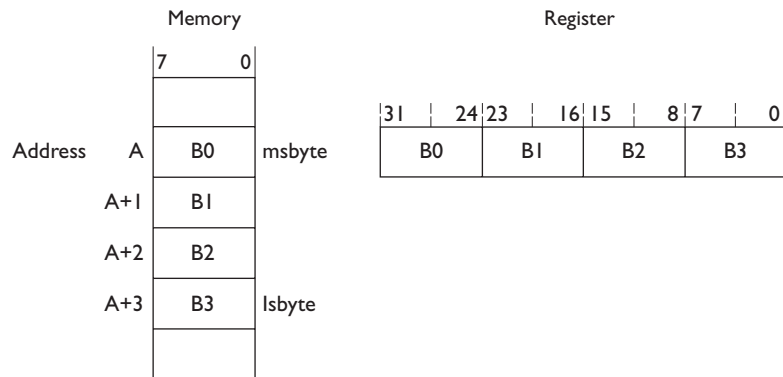 Memory Register
7 0
31 24 23 16 15 8 7 0
Address A B0 msbyte B0 B1 B2 B3
A+1 B1
A+2 B2
A+3 B3 lsbyte